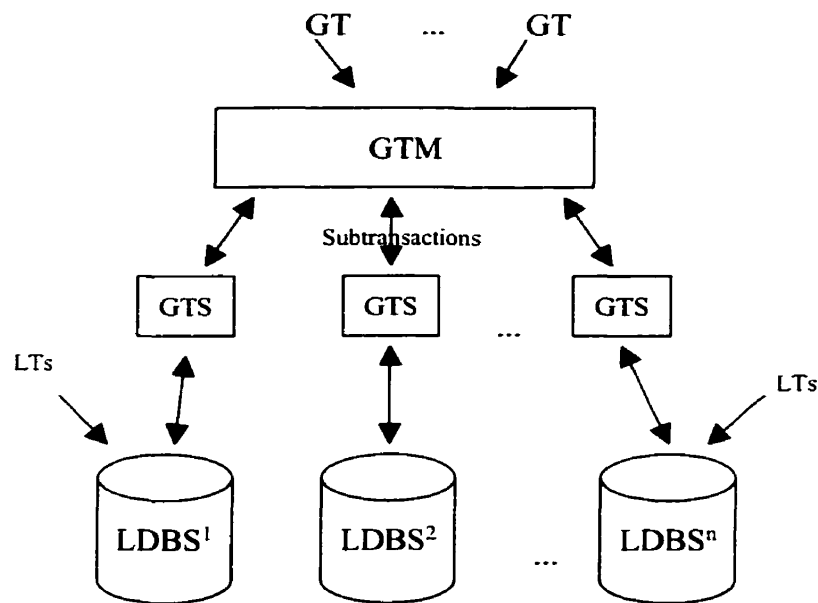 GT ... GT
GTM
Subtransactions
GTS GTS ... GTS
LTs
LTs
LDBS¹ LDBS² ... LDBSⁿ